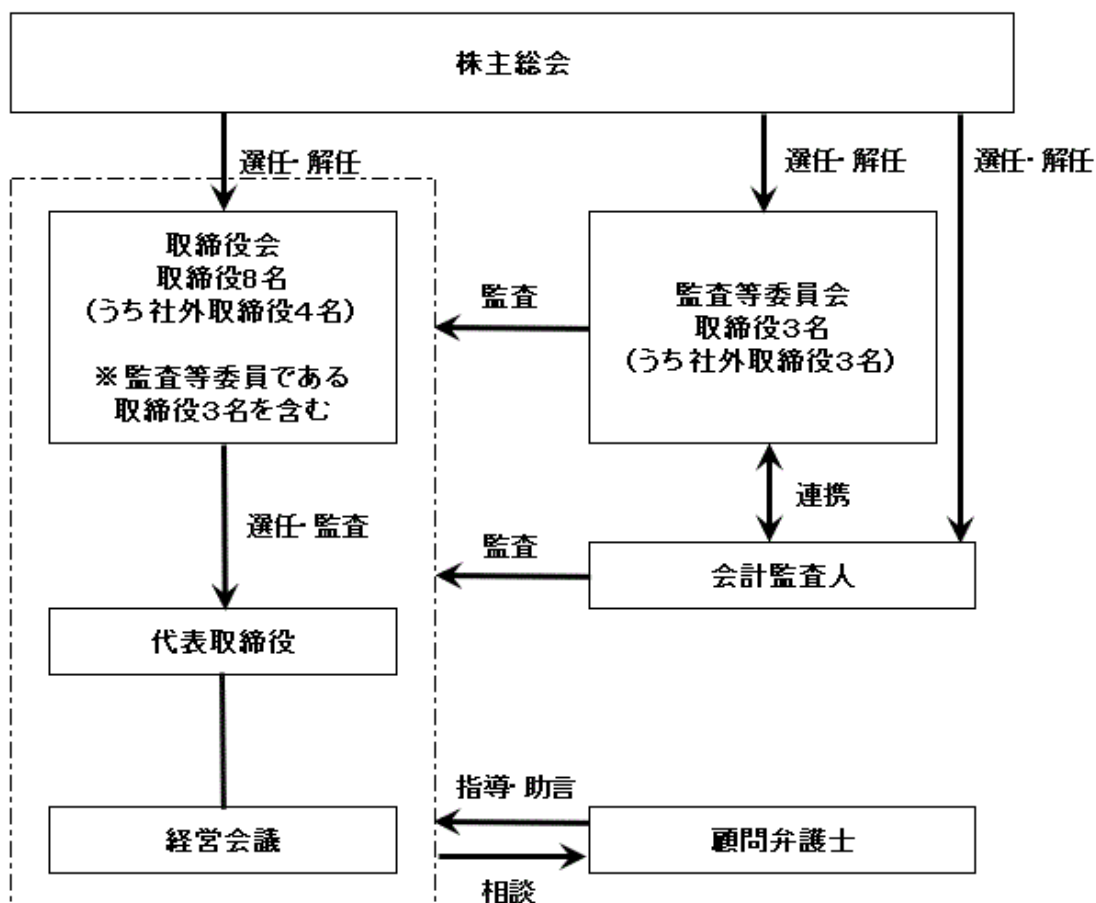 株主総会
選任・解任
選任・解任
選任・解任
取締役会
取締役8名
(うち社外取締役4名)
※監査等委員である
取締役3名を含む
監査
監査等委員会
取締役3名
(うち社外取締役3名)
連携
選任・監査
監査
会計監査人
代表取締役
指導・助言
経営会議
顧問弁護士
相談